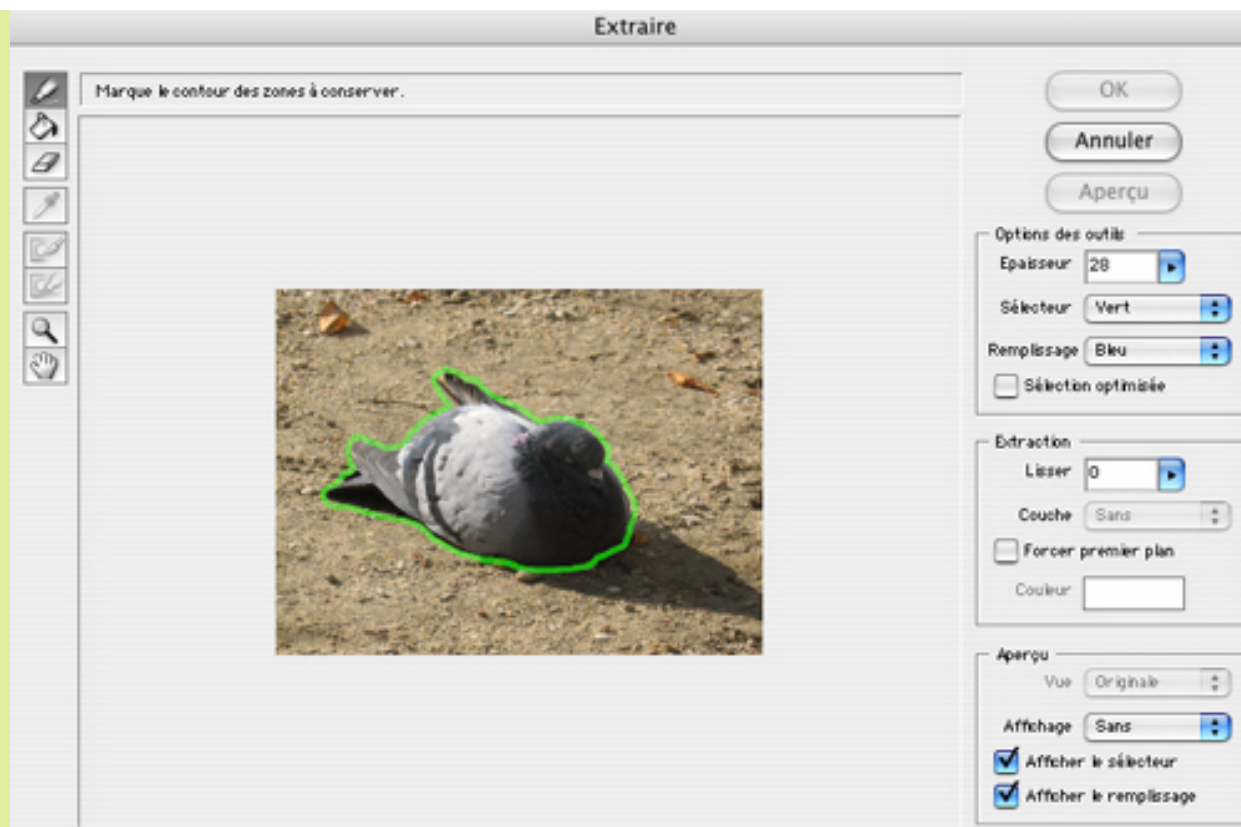 Extraire
Marque le contour des zones à conserver.
OK
Annuler
Aperçu
Options des outils
Epaisseur 28
Sélecteur Vert
Remplissage Bleu
Sélection optimisée
Extraction
Lisser 0
Couche Sans
Forcer premier plan
Couleur
Aperçu
Vue Originale
Affichage Sans
Afficher le sélecteur
Afficher le remplissage